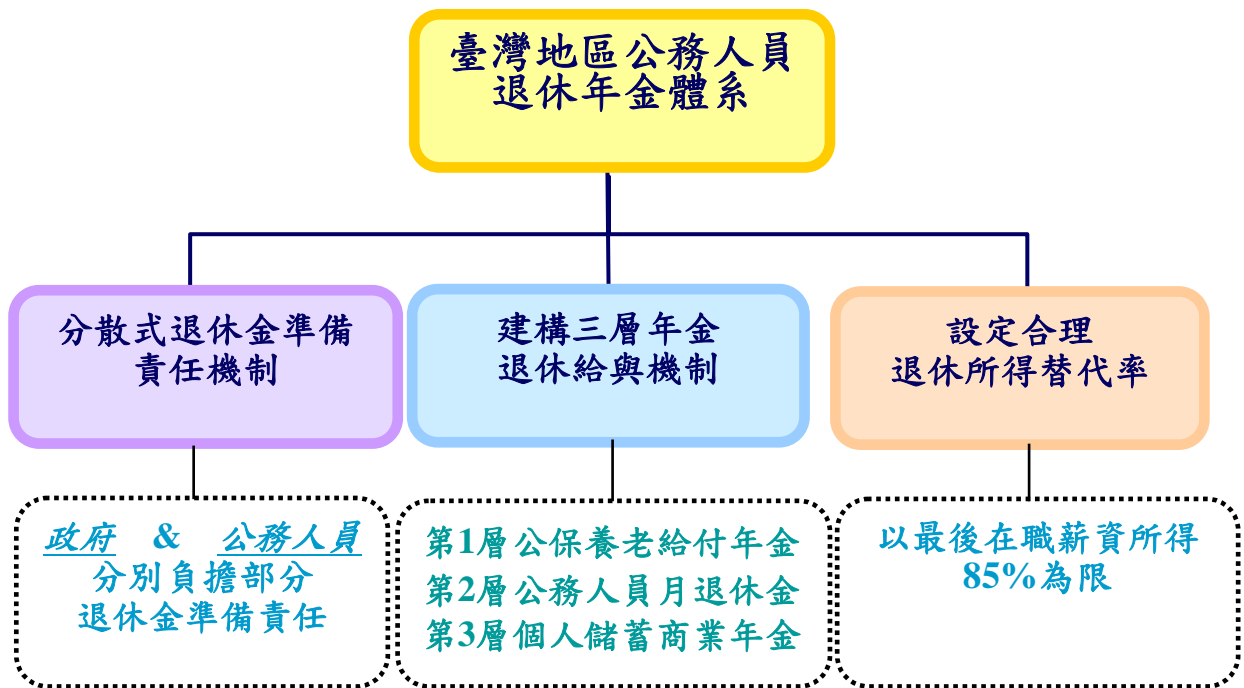 臺灣地區公務人員
退休年金體系
分散式退休金準備
責任機制
建構三層年金
退休給與機制
設定合理
退休所得替代率
政府 & 公務人員
分別負擔部分
退休金準備責任
第1層公保養老給付年金
第2層公務人員月退休金
第3層個人儲蓄商業年金
以最後在職薪資所得
85%為限